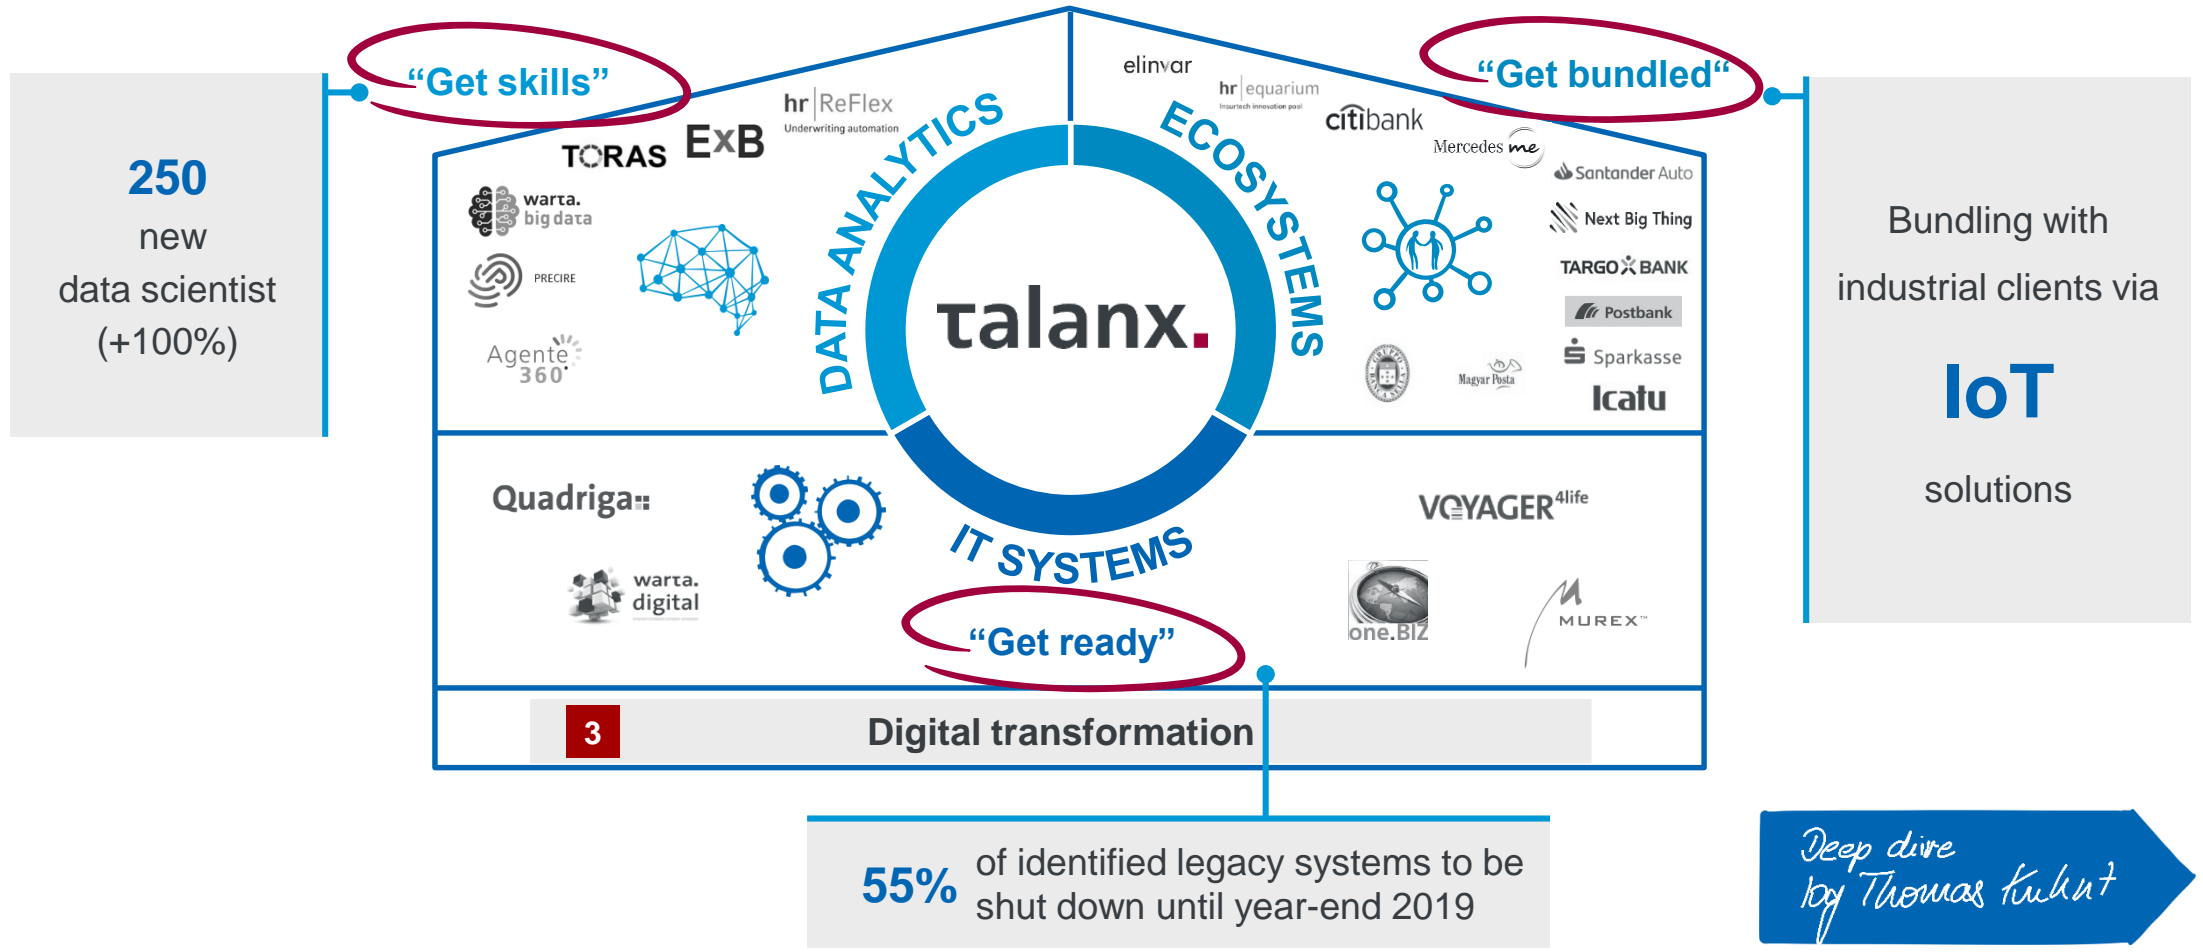 “Get skills”
250
new
data scientist
(+100%)
hr|ReFlex
Underwriting automation
ExB
TORAS
warta.
big data
PRECIRE
Agente
360°
DATA ANALYTICS
elinvar
hr|equarium
Insurtech innovation pool
citibank
Mercedes me
Santander Auto
Next Big Thing
TARGO BANK
Postbank
Sparkasse
Icatu
Magyar Posta
ECOSYSTEMS
“Get bundled“
Bundling with
industrial clients via
IoT
solutions
talanx.
Quadriga
warta.
digital
IT SYSTEMS
“Get ready”
VOYAGER4life
one.BIZ
MUREX™
3
Digital transformation
55%
of identified legacy systems to be
shut down until year-end 2019
Deep dive
by Thomas Kuhnt